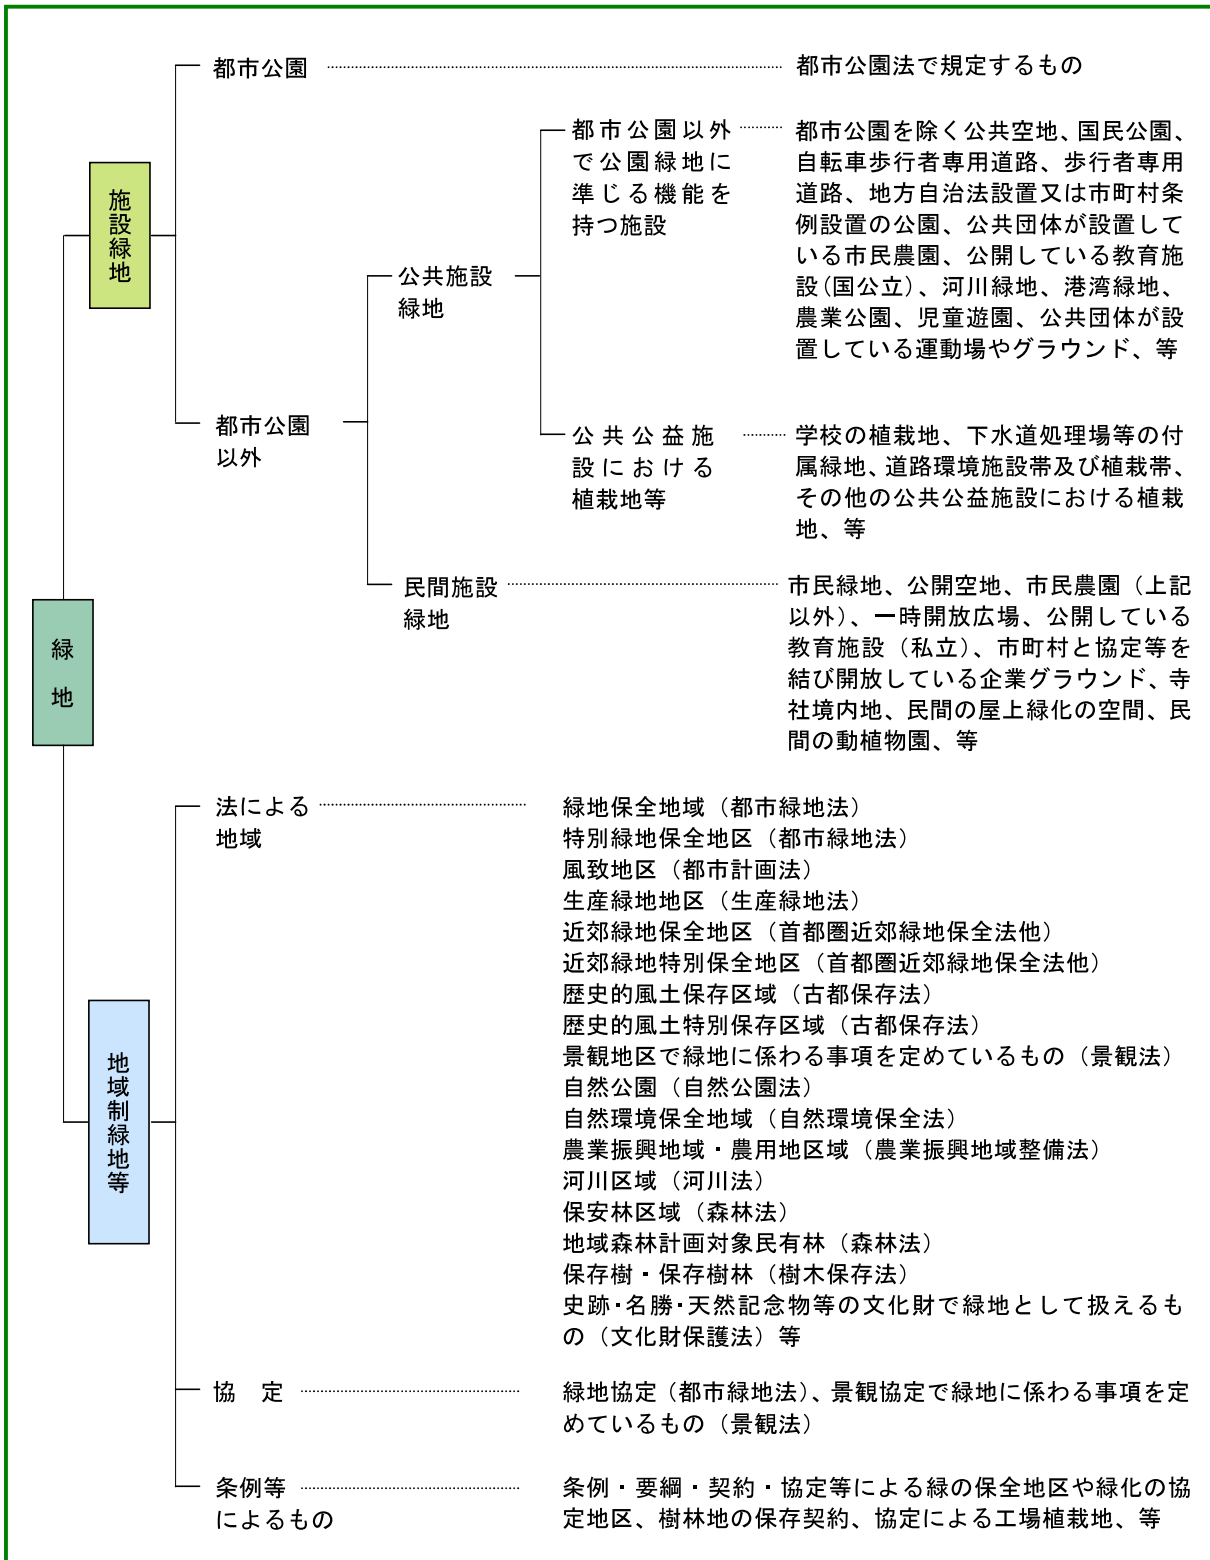 都市公園
都市公園法で規定するもの
都市公園以外
で公園緑地に
準じる機能を
持つ施設
都市公園を除く公共空地、国民公園、
自転車歩行者専用道路、歩行者専用
道路、地方自治法設置又は市町村条
例設置の公園、公共団体が設置して
いる市民農園、公開している教育施
設(国公立)、河川緑地、港湾緑地、
農業公園、児童遊園、公共団体が設
置している運動場やグラウンド、等
施設緑地
公共施設
緑地
都市公園
以外
公共公益施
設における
植栽地等
学校の植栽地、下水道処理場等の付
属緑地、道路環境施設帯及び植栽帯、
その他の公共公益施設における植栽
地、等
民間施設
緑地
市民緑地、公開空地、市民農園（上記
以外）、一時開放広場、公開している
教育施設（私立）、市町村と協定等を
結び開放している企業グラウンド、寺
社境内地、民間の屋上緑化の空間、民
間の動植物園、等
緑地
法による
地域
緑地保全地域（都市緑地法）
特別緑地保全地区（都市緑地法）
風致地区（都市計画法）
生産緑地地区（生産緑地法）
近郊緑地保全地区（首都圏近郊緑地保全法他）
近郊緑地特別保全地区（首都圏近郊緑地保全法他）
歴史的風土保存区域（古都保存法）
歴史的風土特別保存区域（古都保存法）
景観地区で緑地に係わる事項を定めているもの（景観法）
自然公園（自然公園法）
自然環境保全地域（自然環境保全法）
農業振興地域・農用地区域（農業振興地域整備法）
河川区域（河川法）
保安林区域（森林法）
地域森林計画対象民有林（森林法）
保存樹・保存樹林（樹木保存法）
史跡・名勝・天然記念物等の文化財で緑地として扱えるも
の（文化財保護法）等
地域制緑地等
協　定
緑地協定（都市緑地法）、景観協定で緑地に係わる事項を定
めているもの（景観法）
条例等
によるもの
条例・要綱・契約・協定等による緑の保全地区や緑化の協
定地区、樹林地の保存契約、協定による工場植栽地、等